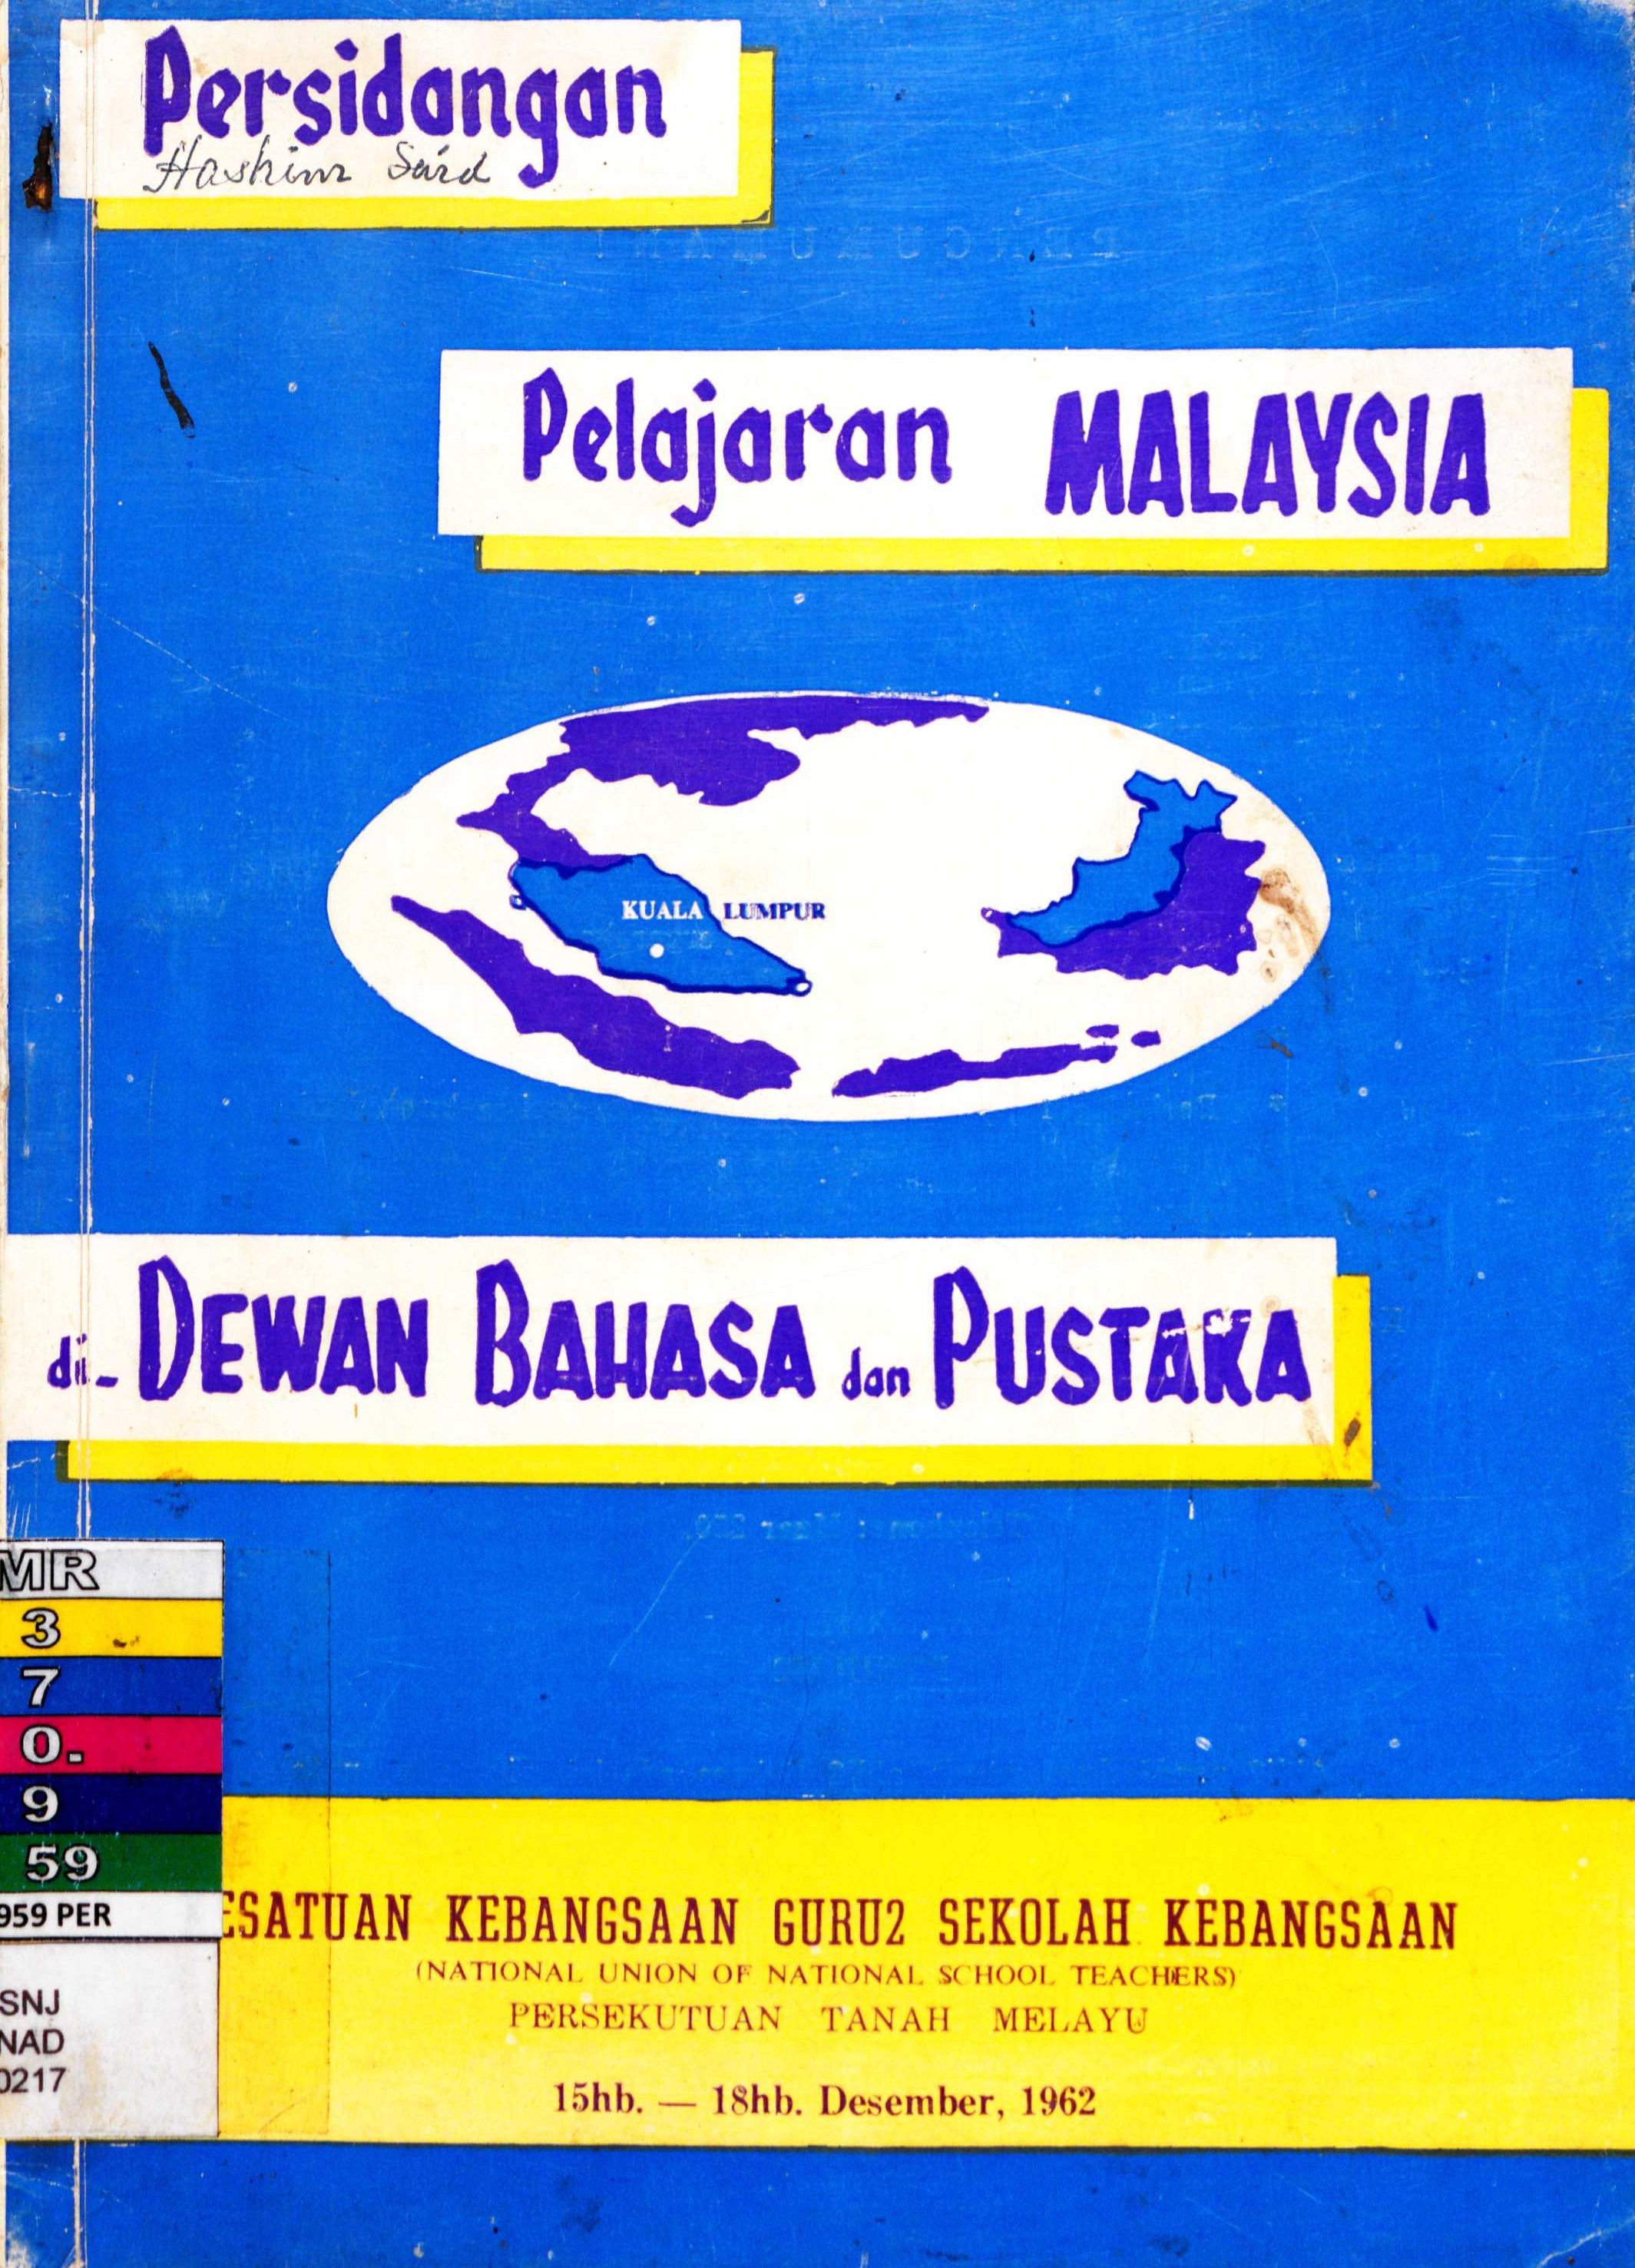 Persidangan
Hashim Said
Pelajaran MALAYSIA
KUALA LUMPUR
di- DEWAN BAHASA dan PUSTAKA
MR
3
7
0.
9
59
959 PER
SNJ
NAD
0217
ESATUAN KEBANGSAAN GURU2 SEKOLAH KEBANGSAAN
(NATIONAL UNION OF NATIONAL SCHOOL TEACHERS)
PERSEKUTUAN TANAH MELAYU
15hb. — 18hb. Desember, 1962